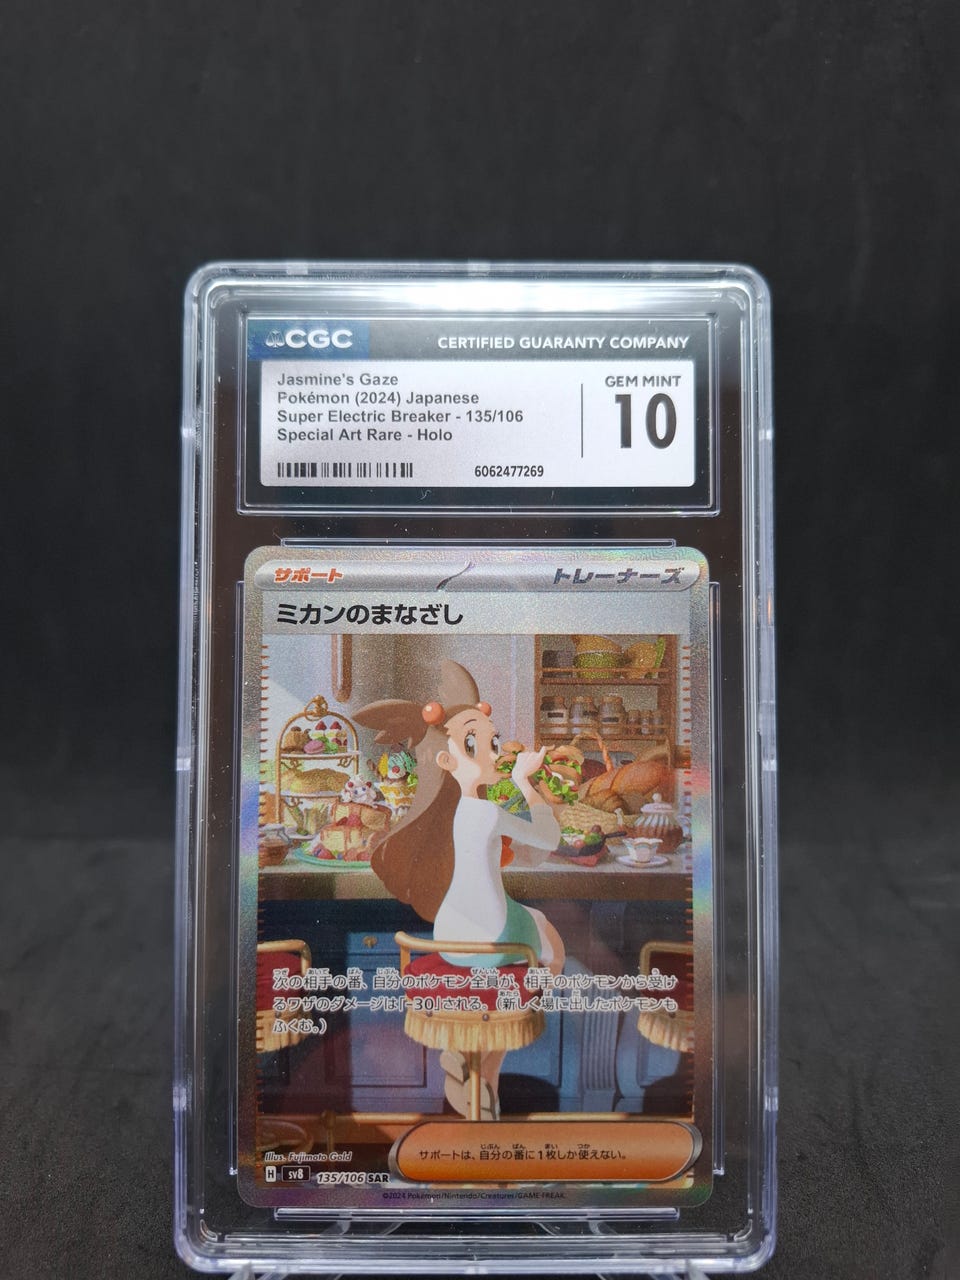 CGC
CERTIFIED GUARANTY COMPANY
Jasmine's Gaze
Pokémon (2024) Japanese
Super Electric Breaker - 135/106
Special Art Rare - Holo
GEM MINT
10
6062477269
サポート
トレーナーズ
ミカンのまなざし
次の相手の番、自分のポケモン全員が、相手のポケモンから受け
るワザのダメージは「-30」される。(新しく場に出したポケモンも
ふくむ。)
サポートは、自分の番に1枚しか使えない。
Illus. Fujimoto Gold
H sv8 135/106 SAR
©2024 Pokémon/Nintendo/Creatures/GAME FREAK.